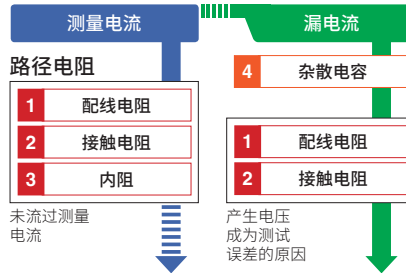 测量电流
漏电流
路径电阻
1 配线电阻
2 接触电阻
3 内阻
未流过测量
电流
4 杂散电容
1 配线电阻
2 接触电阻
产生电压
成为测试
误差的原因